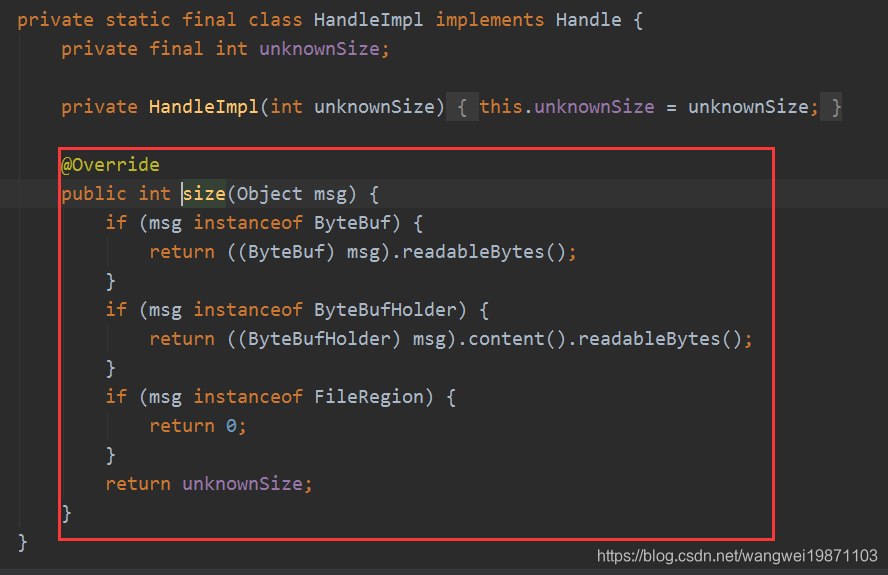 private static final class HandleImpl implements Handle {
private final int unknownSize;
private HandleImpl(int unknownSize) { this.unknownSize = unknownSize; }
@Override
public int size(Object msg) {
if (msg instanceof ByteBuf) {
return ((ByteBuf) msg).readableBytes();
}
if (msg instanceof ByteBufHolder) {
return ((ByteBufHolder) msg).content().readableBytes();
}
if (msg instanceof FileRegion) {
return 0;
}
return unknownSize;
}
}
https://blog.csdn.net/wangwei19871103